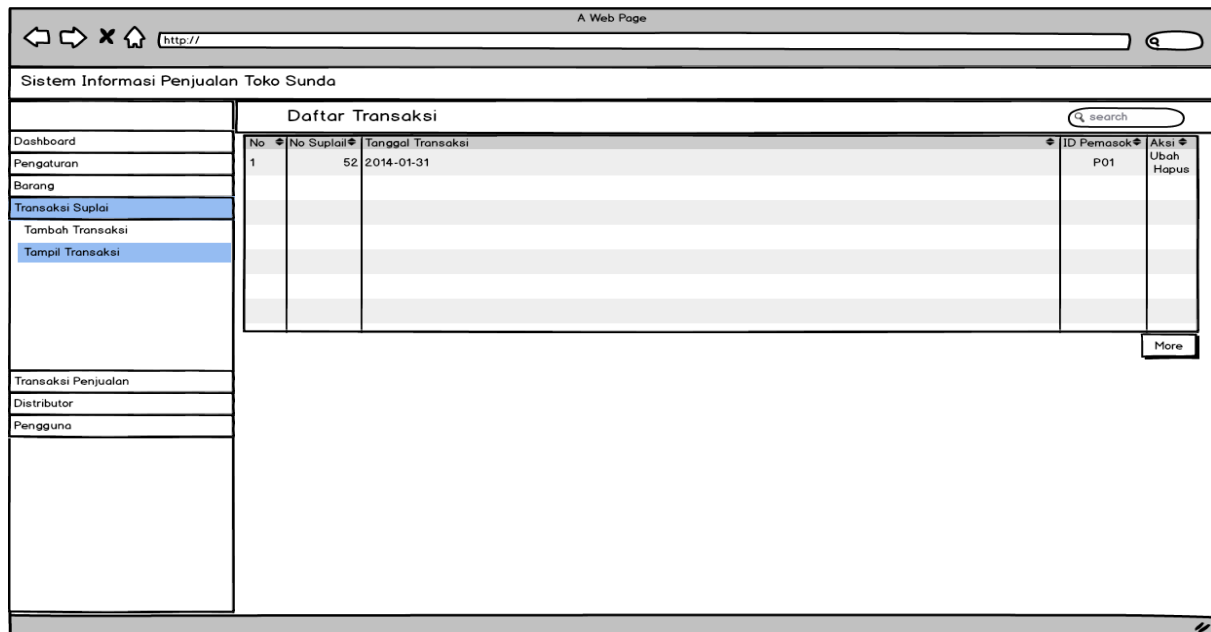 A Web Page
http://
Sistem Informasi Penjualan Toko Sunda
Daftar Transaksi
search
Dashboard
Pengaturan
Barang
Transaksi Suplai
Tambah Transaksi
Tampil Transaksi
Transaksi Penjualan
Distributor
Pengguna
No No Suplail Tanggal Transaksi ID Pemasok Aksi
1 52 2014-01-31 P01 Ubah
Hapus
More